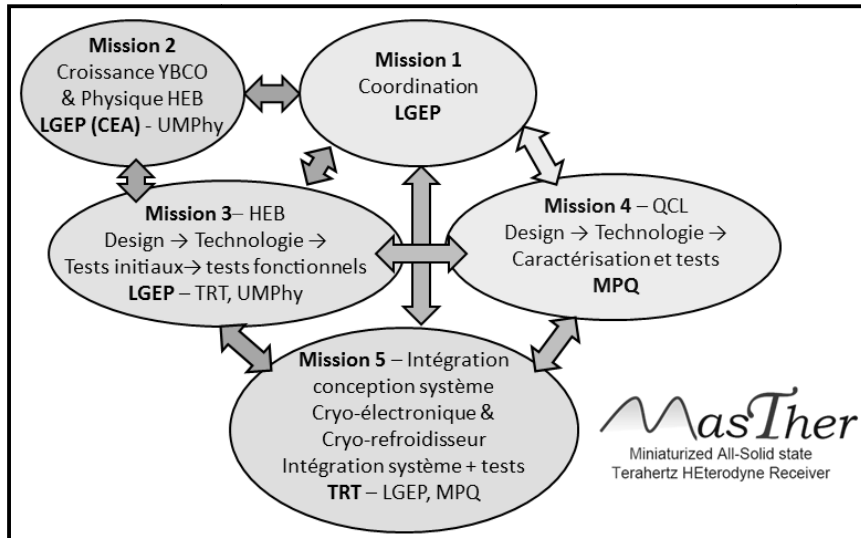 Mission 2
Croissance YBCO
& Physique HEB
LGEP (CEA) - UMPhy
Mission 1
Coordination
LGEP
Mission 3– HEB
Design → Technologie →
Tests initiaux→ tests fonctionnels
LGEP – TRT, UMPhy
Mission 4 – QCL
Design → Technologie →
Caractérisation et tests
MPQ
Mission 5 – Intégration
conception système
Cryo-électronique &
Cryo-refroidisseur
Intégration système + tests
TRT – LGEP, MPQ
MasTher
Miniaturized All-Solid state
Terahertz HEterodyne Receiver